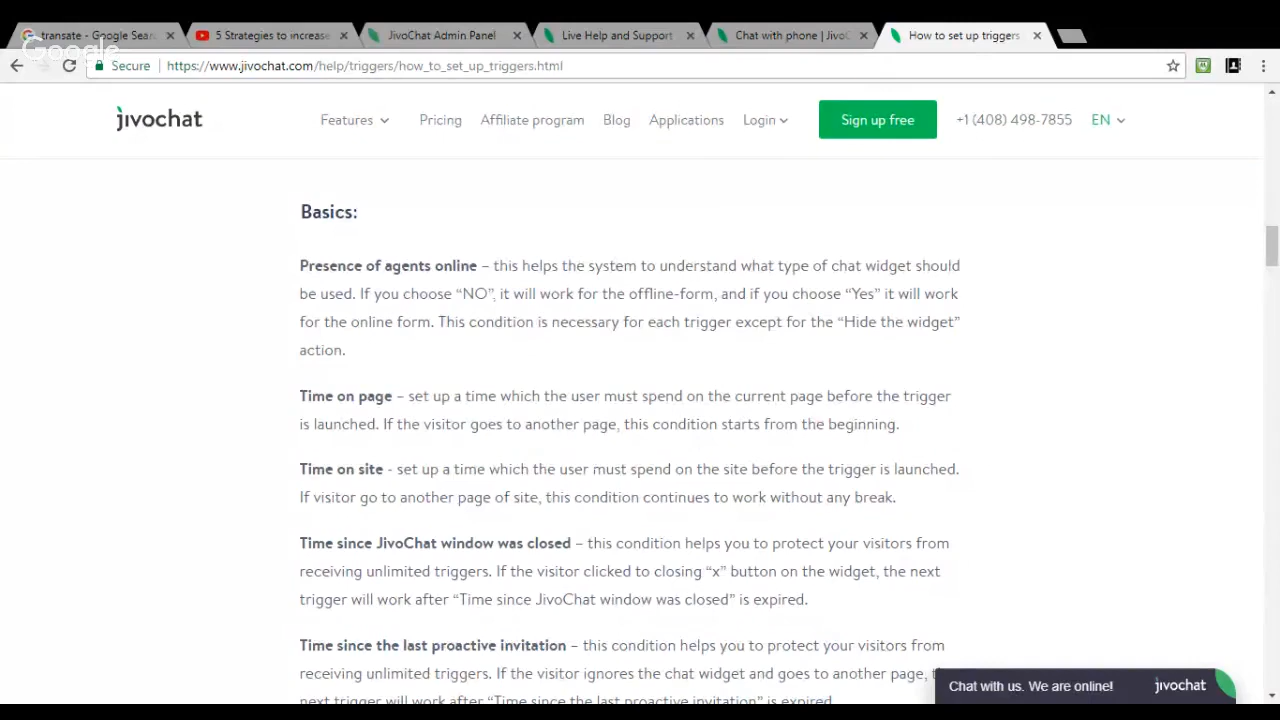 transate - Google Sear
5 Strategies to increase
JivoChat Admin Panel
Live Help and Support
Chat with phone | JivoC
How to set up triggers
Google
Secure
https://www.jivochat.com/help/triggers/how_to_set_up_triggers.html
jivochat
Features
Pricing
Affiliate program
Blog
Applications
Login
Sign up free
+1 (408) 498-7855
EN
Basics:
Presence of agents online – this helps the system to understand what type of chat widget should
be used. If you choose “NO”, it will work for the offline-form, and if you choose “Yes” it will work
for the online form. This condition is necessary for each trigger except for the “Hide the widget”
action.
Time on page – set up a time which the user must spend on the current page before the trigger
is launched. If the visitor goes to another page, this condition starts from the beginning.
Time on site - set up a time which the user must spend on the site before the trigger is launched.
If visitor go to another page of site, this condition continues to work without any break.
Time since JivoChat window was closed – this condition helps you to protect your visitors from
receiving unlimited triggers. If the visitor clicked to closing “x” button on the widget, the next
trigger will work after “Time since JivoChat window was closed” is expired.
Time since the last proactive invitation – this condition helps you to protect your visitors from
receiving unlimited triggers. If the visitor ignores the chat widget and goes to another page,
next trigger will work after “Time since the last proactive invitation” is expired
Chat with us. We are online!
jivochat